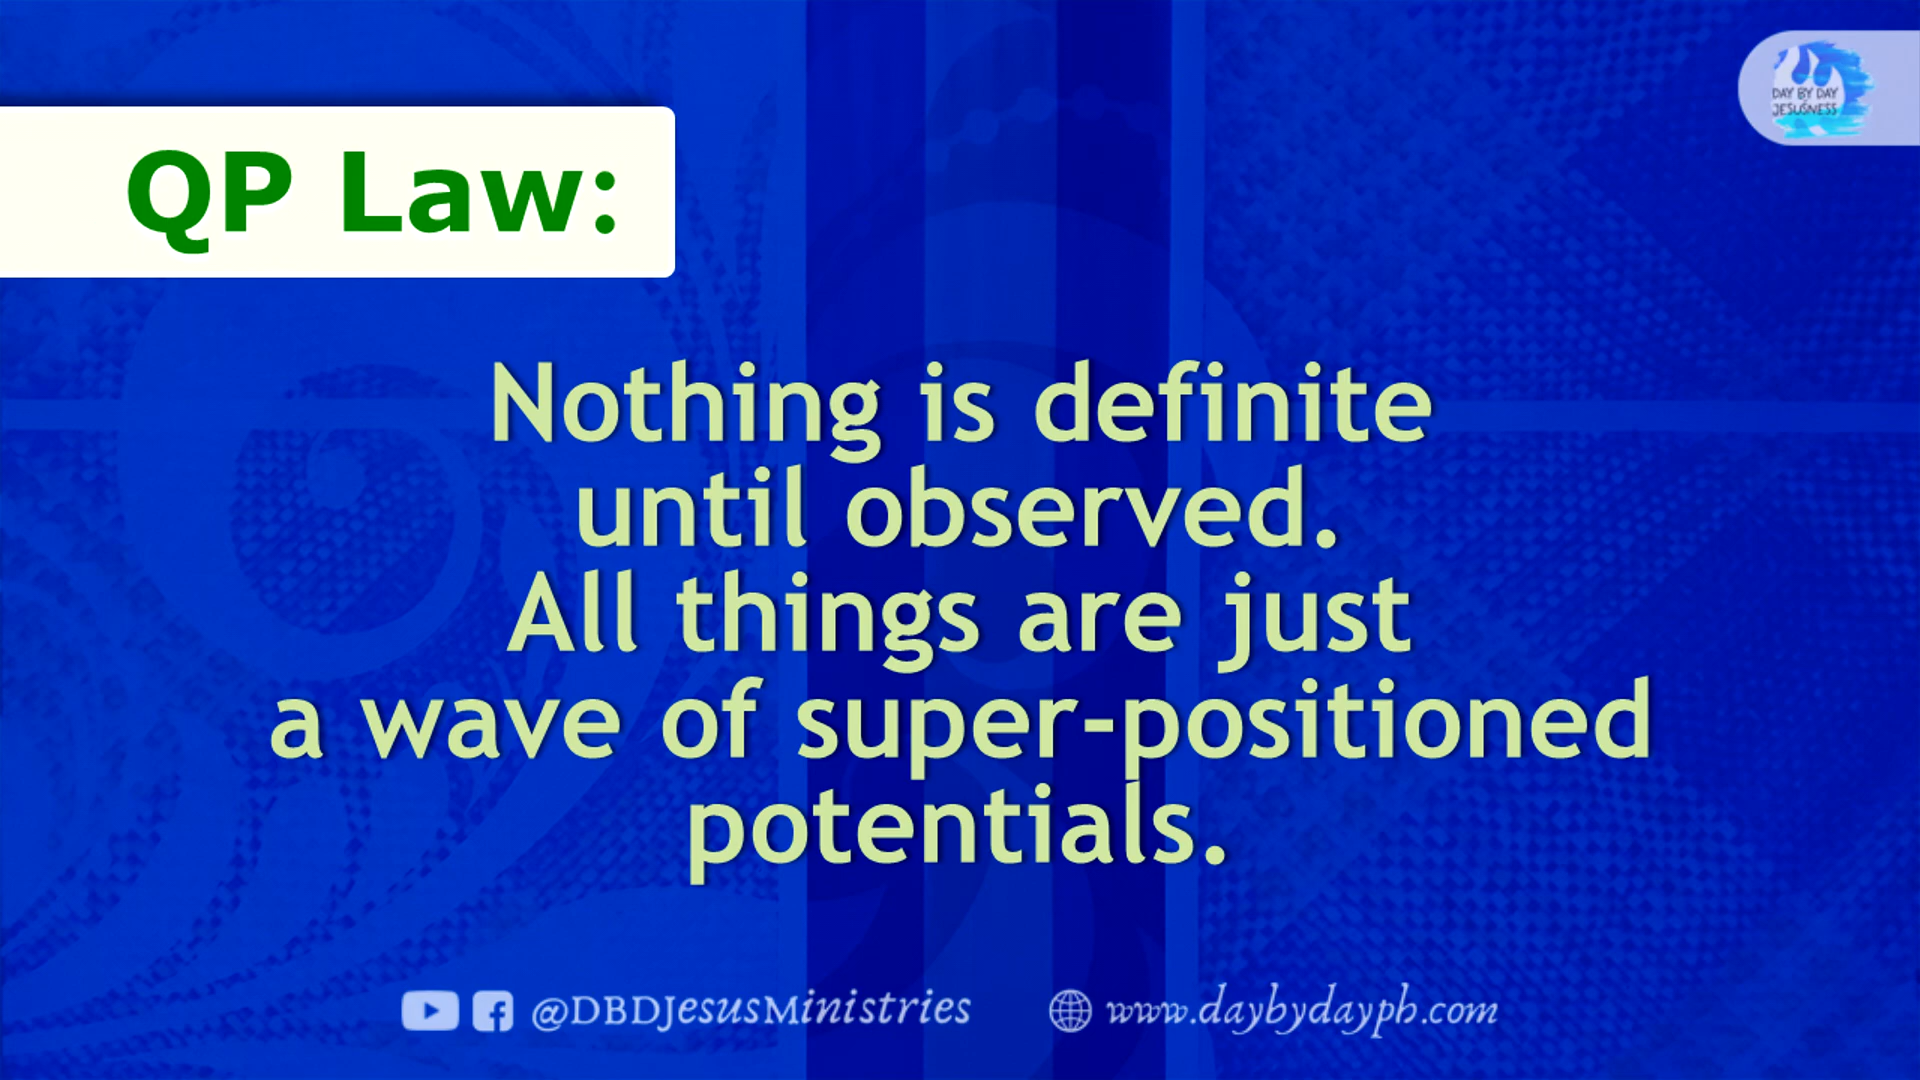 DAY BY DAY
JESUSNESS
QP Law:
Nothing is definite
until observed.
All things are just
a wave of super-positioned
potentials.
@DBDJesusMinistries
www.daybydayph.com